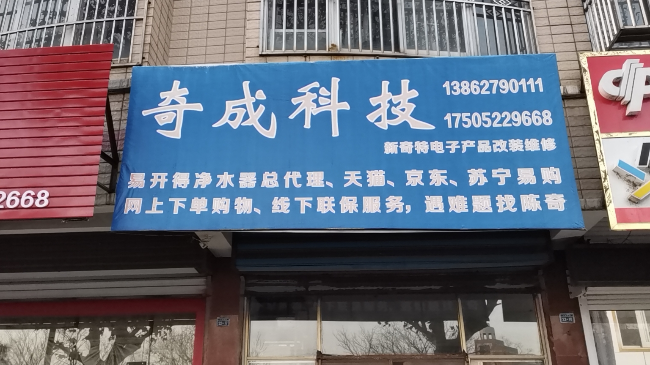 奇成科技
13862790111
17505229668
新奇特电子产品改装维修
易开得净水器总代理、天猫、京东、苏宁易购
网上下单购物、线下联保服务，遇难题找陈奇
2668